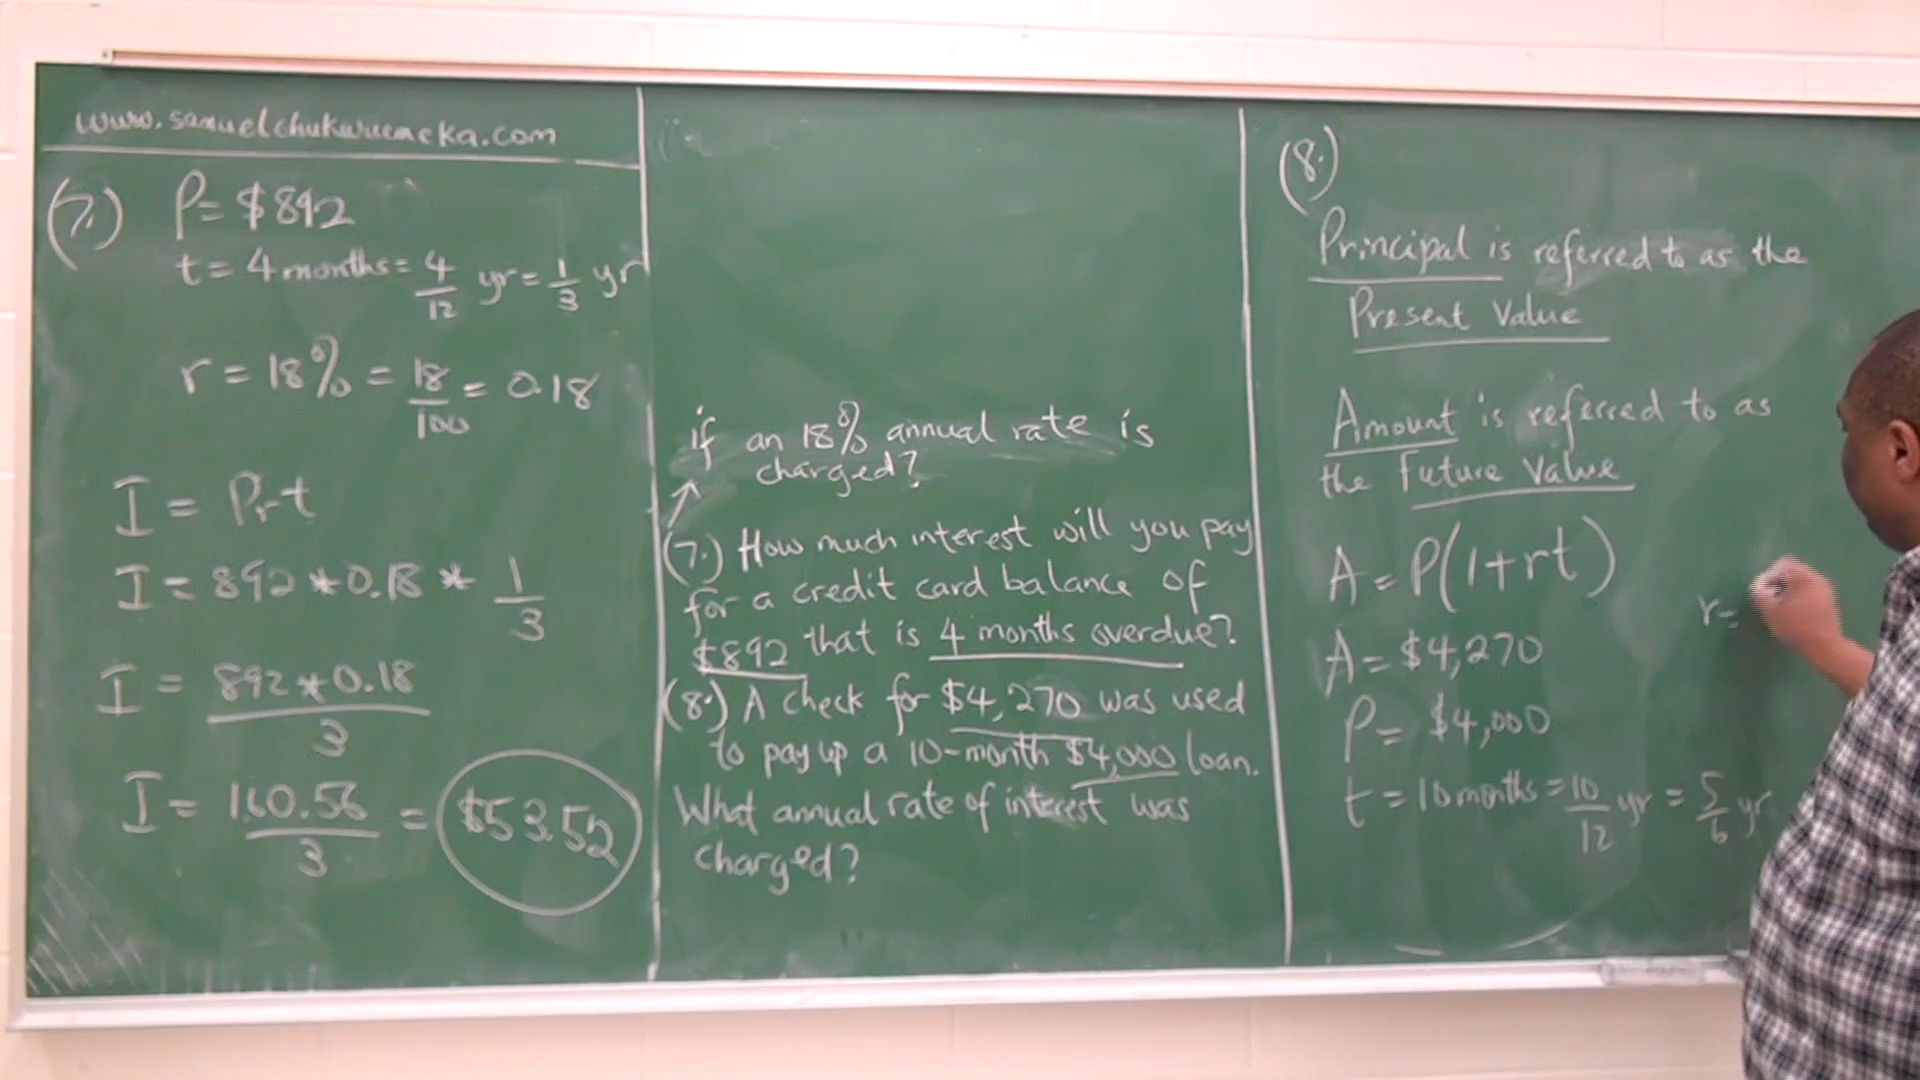 www.samuelchukwuemeka.com
(7.) P = $892
t = 4 months = 4/12 yr = 1/3 yr
r = 18% = 18/100 = 0.18
I = Prt
I = 892 * 0.18 * 1/3
I = 892 * 0.18 / 3
I = 160.56 / 3 = $53.52
if an 18% annual rate is
charged?
(7.) How much interest will you pay
for a credit card balance of
$892 that is 4 months overdue?
(8.) A check for $4,270 was used
to pay up a 10-month $4,000 loan.
What annual rate of interest was
charged?
(8.)
Principal is referred to as the
Present Value
Amount is referred to as
the Future Value
A = P(1+rt)
r =
A = $4,270
P = $4,000
t = 10 months = 10/12 yr = 5/6 yr